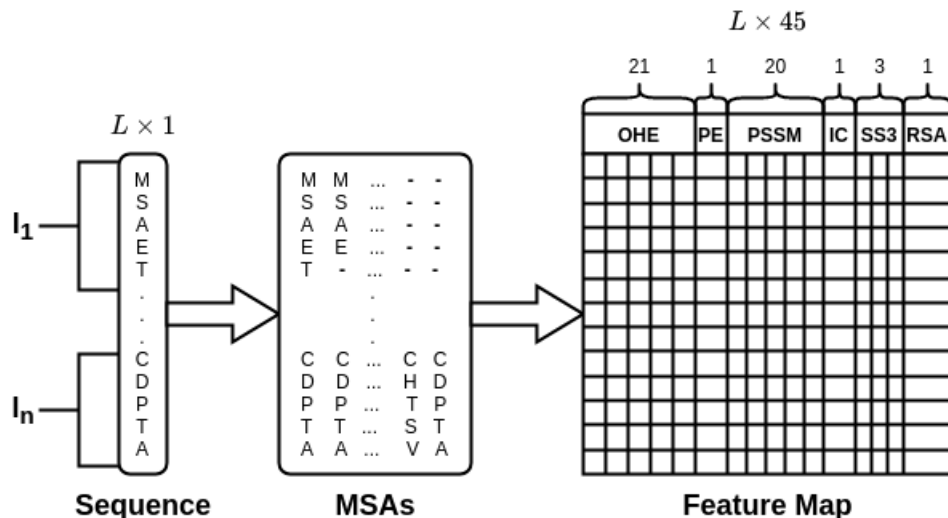 L × 45
21 1 20 1 3 1
OHE PE PSSM IC SS3 RSA
L × 1
I1
M
S
A
E
T
.
.
.
C
D
P
T
A
In
M M ... - -
S S ... - -
A A ... - -
E E ... - -
T - ... - -
.
.
.
C C ... C C
D D ... H D
P P ... T P
T T ... S T
A A ... V A
Sequence
MSAs
Feature Map